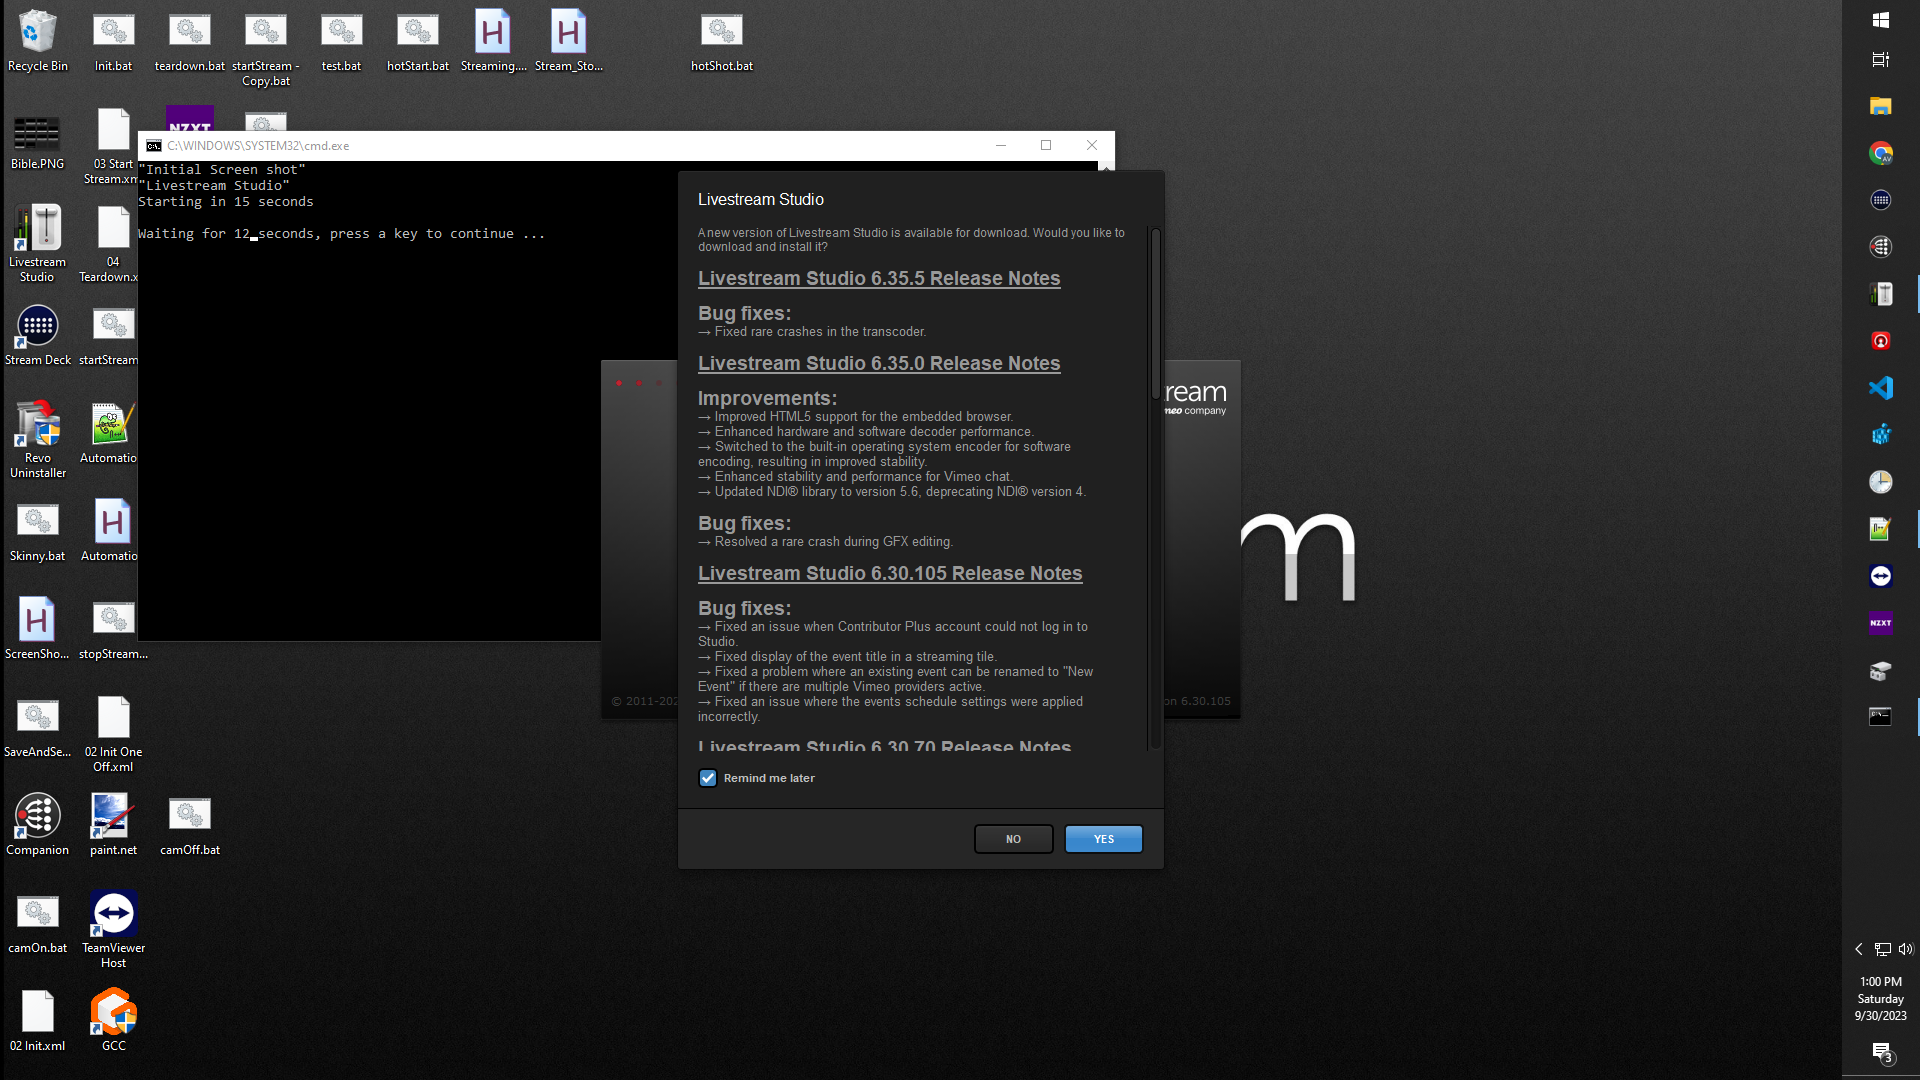 Recycle Bin
Init.bat
teardown.bat
startStream -
Copy.bat
test.bat
hotStart.bat
Streaming....
Stream_Sto...
hotShot.bat
Bible.PNG
03 Start
Stream.xm
NZXT
Livestream
Studio
04
Teardown.x
Stream Deck
startStream
Revo
Uninstaller
Automatio
Skinny.bat
Automatio
ScreenSho...
stopStream...
SaveAndSe...
02 Init One
Off.xml
Companion
paint.net
camOff.bat
camOn.bat
TeamViewer
Host
02 Init.xml
GCC
C:\WINDOWS\SYSTEM32\cmd.exe
"Initial Screen shot"
"Livestream Studio"
Starting in 15 seconds
Waiting for 12 seconds, press a key to continue ...
Livestream Studio
A new version of Livestream Studio is available for download. Would you like to
download and install it?
Livestream Studio 6.35.5 Release Notes
Bug fixes:
→ Fixed rare crashes in the transcoder.
Livestream Studio 6.35.0 Release Notes
Improvements:
→ Improved HTML5 support for the embedded browser.
→ Enhanced hardware and software decoder performance.
→ Switched to the built-in operating system encoder for software
encoding, resulting in improved stability.
→ Enhanced stability and performance for Vimeo chat.
→ Updated NDI® library to version 5.6, deprecating NDI® version 4.
Bug fixes:
→ Resolved a rare crash during GFX editing.
Livestream Studio 6.30.105 Release Notes
Bug fixes:
→ Fixed an issue when Contributor Plus account could not log in to
Studio.
→ Fixed display of the event title in a streaming tile.
→ Fixed a problem where an existing event can be renamed to "New
Event" if there are multiple Vimeo providers active.
→ Fixed an issue where the events schedule settings were applied
incorrectly.
Livestream Studio 6.30.70 Release Notes
Remind me later
NO
YES
ream
meo company
© 2011-202
on 6.30.105
m
NZXT
1:00 PM
Saturday
9/30/2023
3